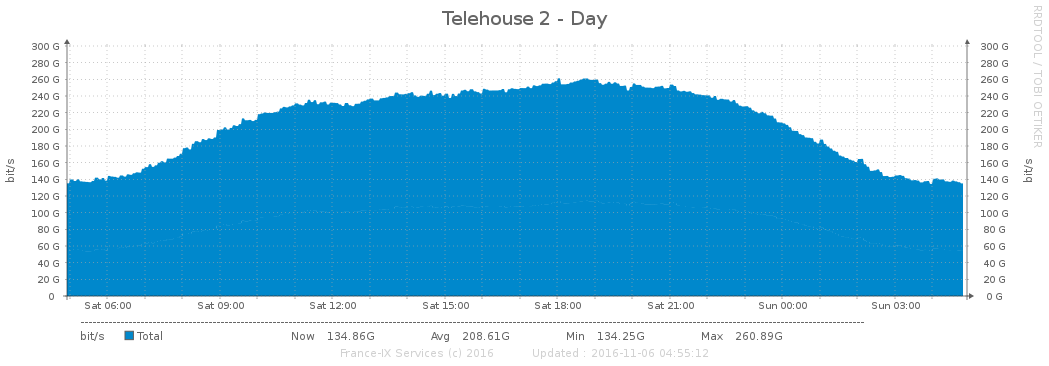 Telehouse 2 - Day
RRDTOOL / TOBI OETIKER
bit/s
bit/s
300 G 300 G
280 G 280 G
260 G 260 G
240 G 240 G
220 G 220 G
200 G 200 G
180 G 180 G
160 G 160 G
140 G 140 G
120 G 120 G
100 G 100 G
80 G 80 G
60 G 60 G
40 G 40 G
20 G 20 G
0 0 G
Sat 06:00 Sat 09:00 Sat 12:00 Sat 15:00 Sat 18:00 Sat 21:00 Sun 00:00 Sun 03:00
bit/s Total Now 134.86G Avg 208.61G Min 134.25G Max 260.89G
France-IX Services (c) 2016 Updated : 2016-11-06 04:55:12